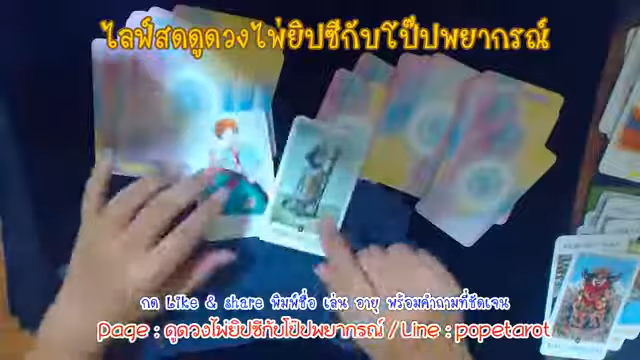 ไลฟ์สดดูดวงไพ่ยิปซีกับโป๊ปพยากรณ์
กด Like & share พิมพ์ชื่อ เล่น อายุ พร้อมคำถามที่ชัดเจน
Page : ดูดวงไพ่ยิปซีกับโป๊ปพยากรณ์ / Line : popetarot